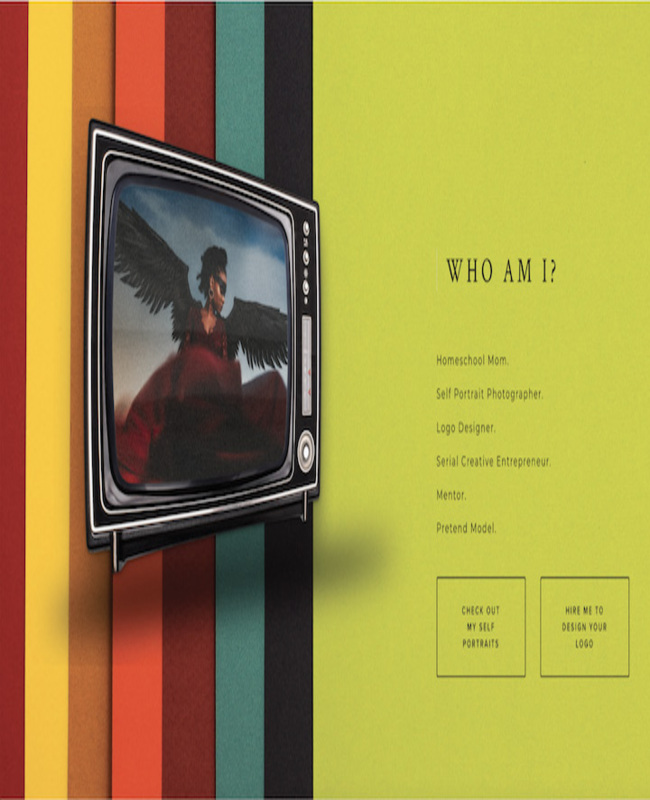 WHO AM I?
Homeschool Mom.
Self Portrait Photographer.
Logo Designer.
Serial Creative Entrepreneur.
Mentor.
Pretend Model.
CHECK OUT
MY SELF
PORTRAITS
HIRE ME TO
DESIGN YOUR
LOGO